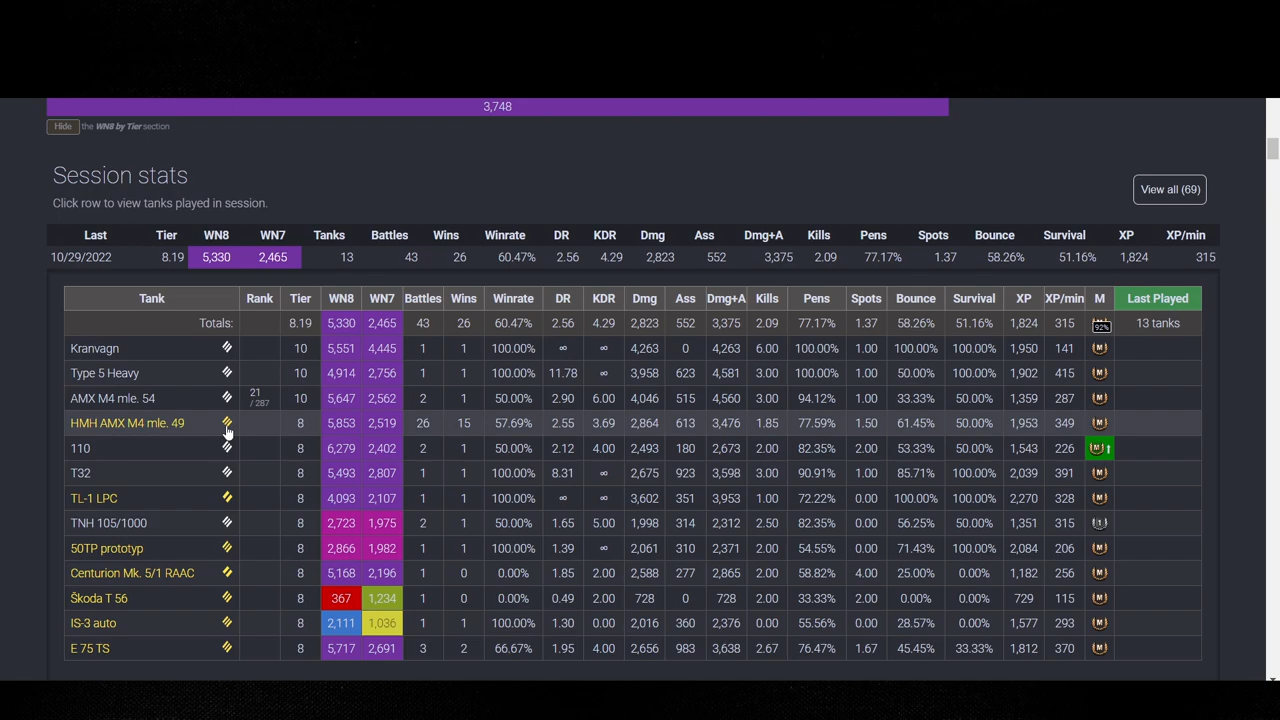 3,748
Hide the WN8 by Tier section
Session stats
View all (69)
Click row to view tanks played in session.
Last Tier WN8 WN7 Tanks Battles Wins Winrate DR KDR Dmg Ass Dmg+A Kills Pens Spots Bounce Survival XP XP/min
10/29/2022 8.19 5,330 2,465 13 43 26 60.47% 2.56 4.29 2,823 552 3,375 2.09 77.17% 1.37 58.26% 51.16% 1,824 315
Tank Rank Tier WN8 WN7 Battles Wins Winrate DR KDR Dmg Ass Dmg+A Kills Pens Spots Bounce Survival XP XP/min M Last Played
Totals: 8.19 5,330 2,465 43 26 60.47% 2.56 4.29 2,823 552 3,375 2.09 77.17% 1.37 58.26% 51.16% 1,824 315 92% 13 tanks
Kranvagn 10 5,551 4,445 1 1 100.00% ∞ ∞ 4,263 0 4,263 6.00 100.00% 1.00 50.00% 100.00% 1,950 141 M
Type 5 Heavy 10 4,914 2,756 1 1 100.00% 11.78 ∞ 3,958 623 4,581 3.00 100.00% 1.00 50.00% 100.00% 1,902 415 M
AMX M4 mle. 54 21 / 287 10 5,647 2,562 2 1 50.00% 2.90 6.00 4,046 515 4,560 3.00 94.12% 1.00 33.33% 50.00% 1,359 287 M
HMH AMX M4 mle. 49 8 5,853 2,519 26 15 57.69% 2.55 3.69 2,864 613 3,476 1.85 77.59% 1.50 61.45% 50.00% 1,953 349 M
110 8 6,279 2,402 2 1 50.00% 2.12 4.00 2,493 180 2,673 2.00 82.35% 1.00 53.33% 50.00% 1,543 226 M ↑
T32 8 5,493 2,807 1 1 100.00% 8.31 ∞ 2,675 923 3,598 3.00 90.91% 1.00 85.71% 100.00% 2,039 391 M
TL-1 LPC 8 4,093 2,107 1 1 100.00% ∞ ∞ 3,602 351 3,953 1.00 72.22% 0.00 100.00% 100.00% 2,270 328 M
TNH 105/1000 8 2,723 1,975 2 1 50.00% 1.65 5.00 1,998 314 2,312 2.50 82.35% 0.00 56.25% 50.00% 1,351 315 1
50TP prototyp 8 2,866 1,982 1 1 100.00% 1.39 ∞ 2,061 310 2,371 2.00 54.55% 1.00 71.43% 100.00% 2,084 206 M
Centurion Mk. 5/1 RAAC 8 5,168 2,196 1 0 0.00% 1.85 2.00 2,588 277 2,865 2.00 58.82% 4.00 25.00% 0.00% 1,182 256 M
Škoda T 56 8 367 1,234 1 0 0.00% 0.49 2.00 728 0 728 2.00 33.33% 0.00 0.00% 0.00% 729 115 M
IS-3 auto 8 2,111 1,036 1 1 100.00% 1.30 0.00 2,016 360 2,376 0.00 55.56% 1.00 28.57% 0.00% 1,577 293 M
E 75 TS 8 5,717 2,691 3 2 66.67% 1.95 4.00 2,656 983 3,638 2.67 76.47% 1.67 45.45% 33.33% 1,812 370 M